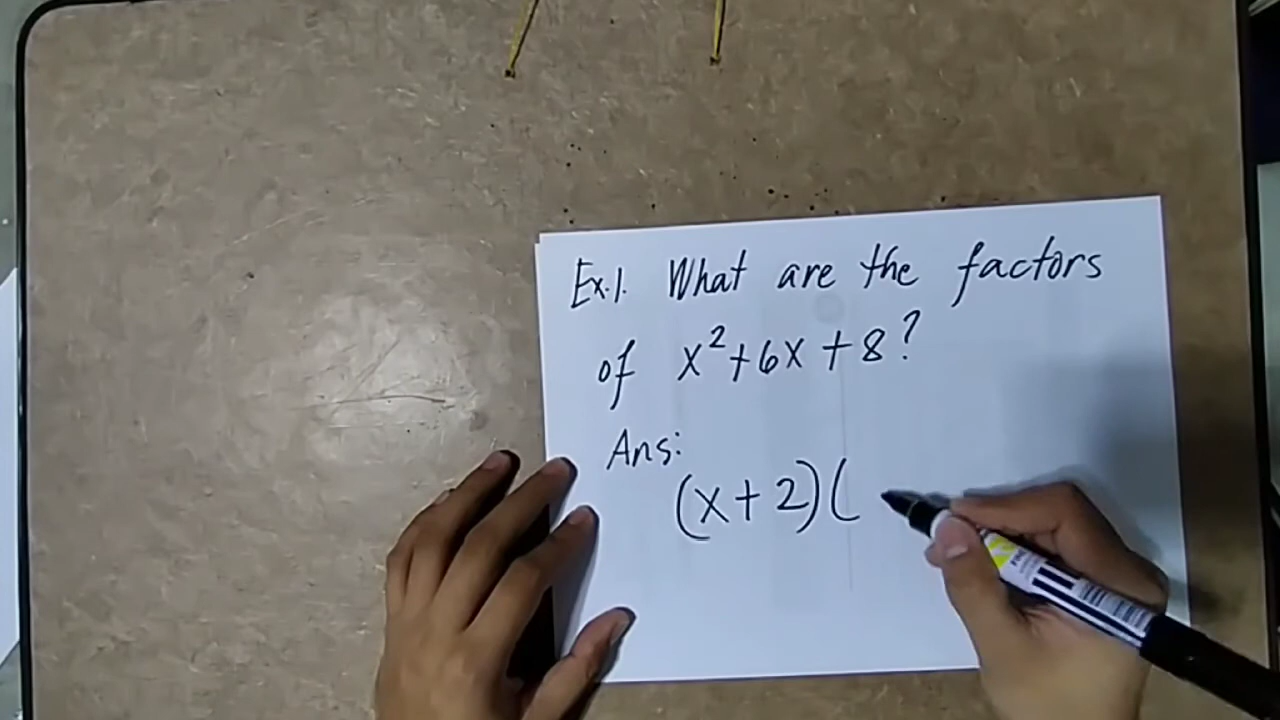 Ex.1. What are the factors
of x²+6x+8?
Ans:
(x+2)(